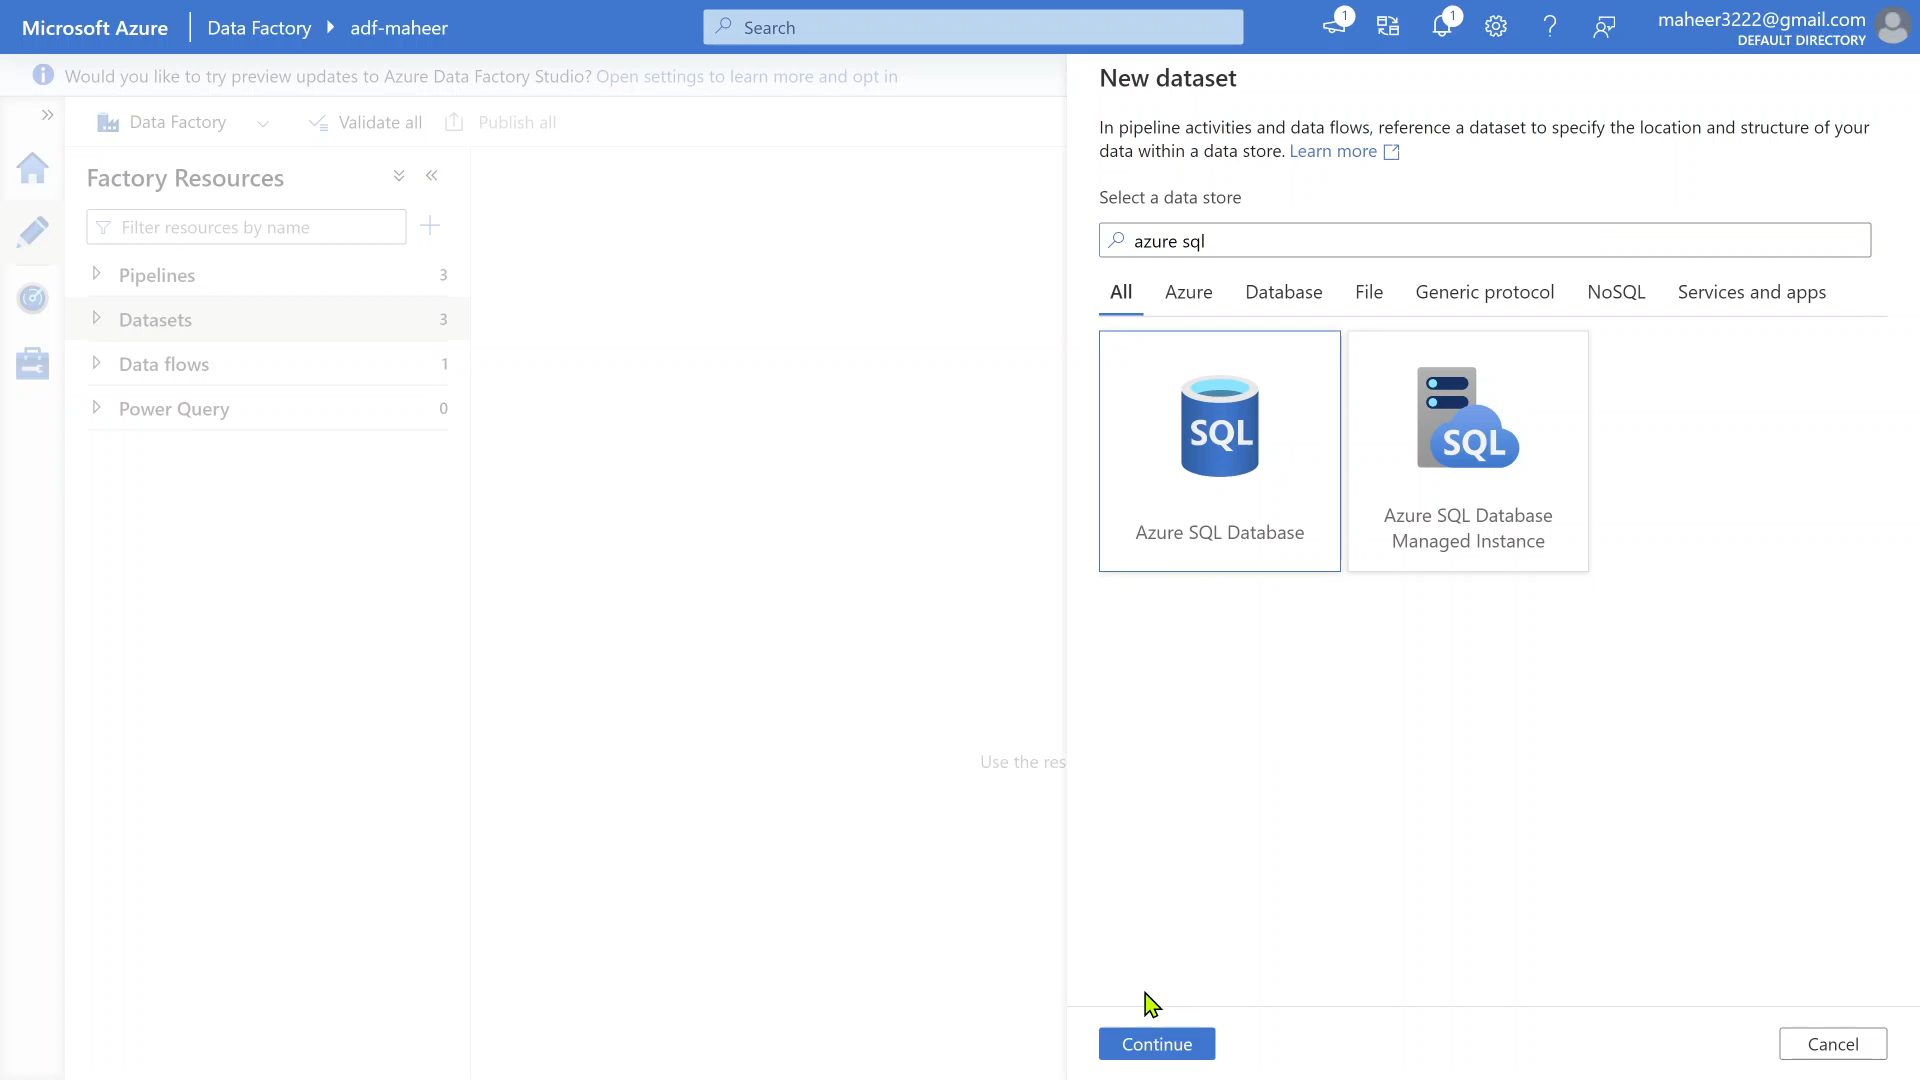 Microsoft Azure
Data Factory
adf-maheer
Search
1
1
maheer3222@gmail.com
DEFAULT DIRECTORY
Would you like to try preview updates to Azure Data Factory Studio? Open settings to learn more and opt in
Data Factory
Validate all
Publish all
Factory Resources
Filter resources by name
Pipelines 3
Datasets 3
Data flows 1
Power Query 0
Use the res
New dataset
In pipeline activities and data flows, reference a dataset to specify the location and structure of your
data within a data store. Learn more
Select a data store
azure sql
All Azure Database File Generic protocol NoSQL Services and apps
SQL
Azure SQL Database
SQL
Azure SQL Database
Managed Instance
Continue
Cancel